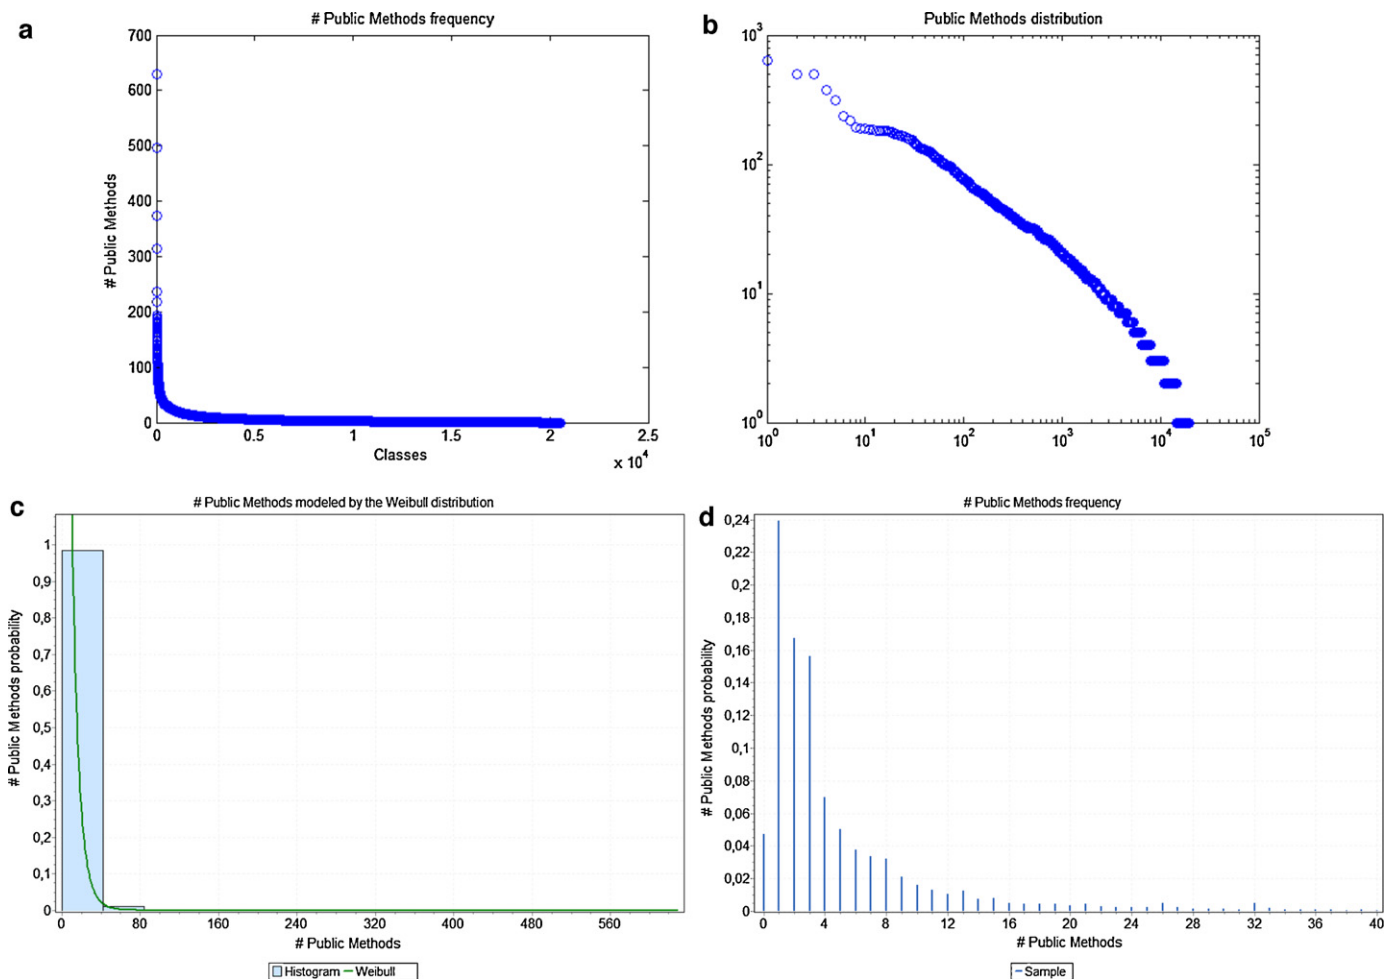 a
# Public Methods frequency
700
600
500
400
300
200
100
0
# Public Methods
0 0.5 1 1.5 2 2.5
Classes
x 10^4
b
Public Methods distribution
10^3
10^2
10^1
10^0
10^0 10^1 10^2 10^3 10^4 10^5
c
# Public Methods modeled by the Weibull distribution
1
0,9
0,8
0,7
0,6
0,5
0,4
0,3
0,2
0,1
0
# Public Methods probability
0 80 160 240 320 400 480 560
# Public Methods
Histogram Weibull
d
# Public Methods frequency
0,24
0,22
0,2
0,18
0,16
0,14
0,12
0,1
0,08
0,06
0,04
0,02
0
# Public Methods probability
0 4 8 12 16 20 24 28 32 36 40
# Public Methods
Sample